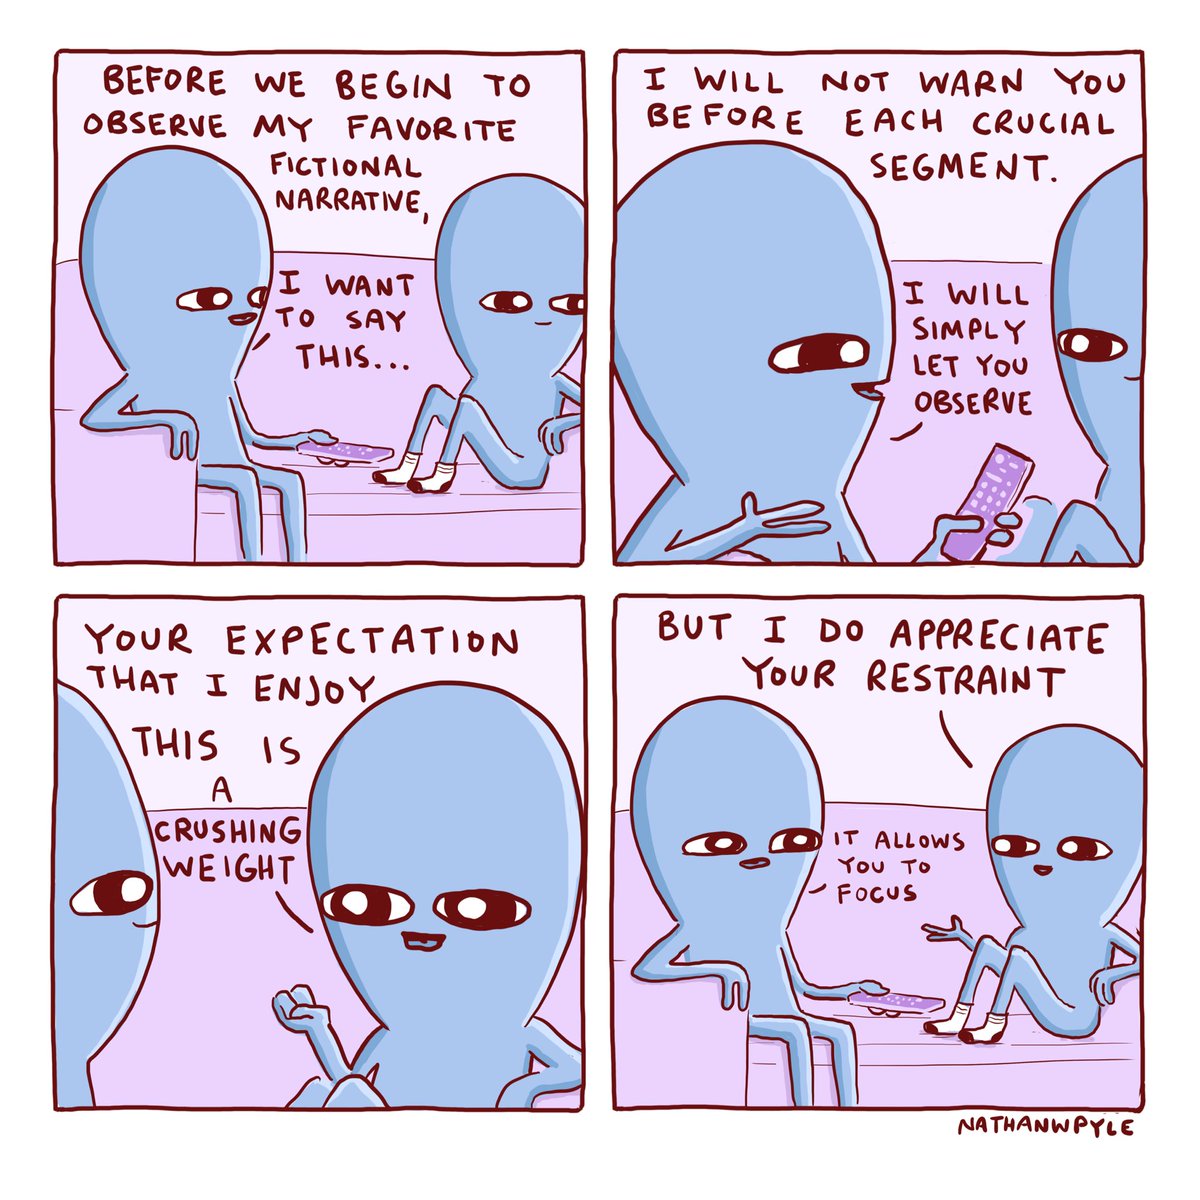 BEFORE WE BEGIN TO
OBSERVE MY FAVORITE
FICTIONAL
NARRATIVE,
I WANT
TO SAY
THIS...
I WILL NOT WARN YOU
BEFORE EACH CRUCIAL
SEGMENT.
I WILL
SIMPLY
LET YOU
OBSERVE
YOUR EXPECTATION
THAT I ENJOY
THIS IS
A
CRUSHING
WEIGHT
BUT I DO APPRECIATE
YOUR RESTRAINT
IT ALLOWS
YOU TO
FOCUS
NATHANWPYLE